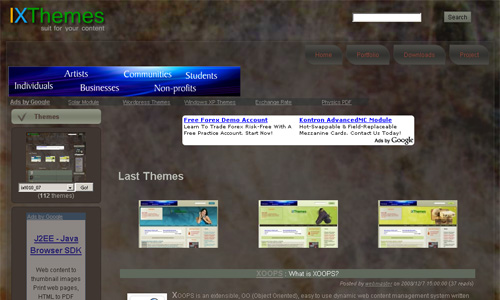 IXThemes
suit for your content
Search
Home
Portfolio
Downloads
Project
Artists
Communities
Students
Individuals
Businesses
Non-profits
Ads by Google
Solar Module
Wordpress Themes
Windows XP Themes
Exchange Rate
Physics PDF
Themes
Free Forex Demo Account
Learn To Trade Forex Risk-Free With A
Free Practice Account. Start Now!
Kontron AdvancedMC Module
Hot-Swappable & Field-Replaceable
Mezzanine Cards. Contact Us Today!
Ads by Google
Last Themes
Go!
(112 themes)
Ads by Google
J2EE - Java
Browser SDK
Web content to
thumbnail images
Print web pages,
HTML to PDF
XOOPS : What is XOOPS?
Posted by webmaster on 2009/12/7 15:00:00 (37 reads)
XOOPS is an extensible, OO (Object Oriented), easy to use dynamic web content management system written